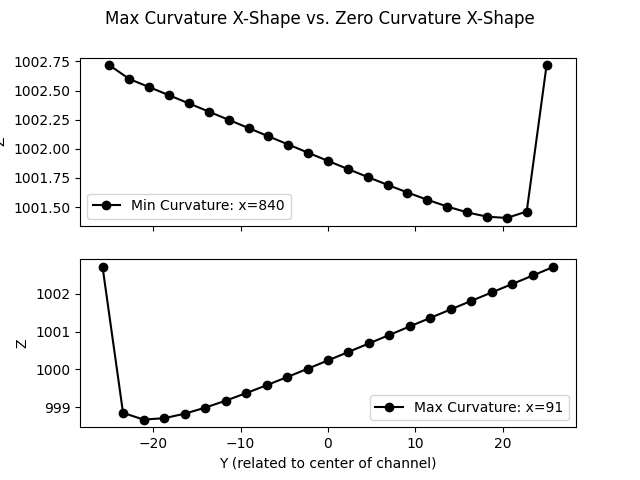 Max Curvature X-Shape vs. Zero Curvature X-Shape
1002.75
1002.50
1002.25
1002.00
1001.75
1001.50
Z
Min Curvature: x=840
1002
1001
1000
999
Z
Max Curvature: x=91
−20
−10
0
10
20
Y (related to center of channel)